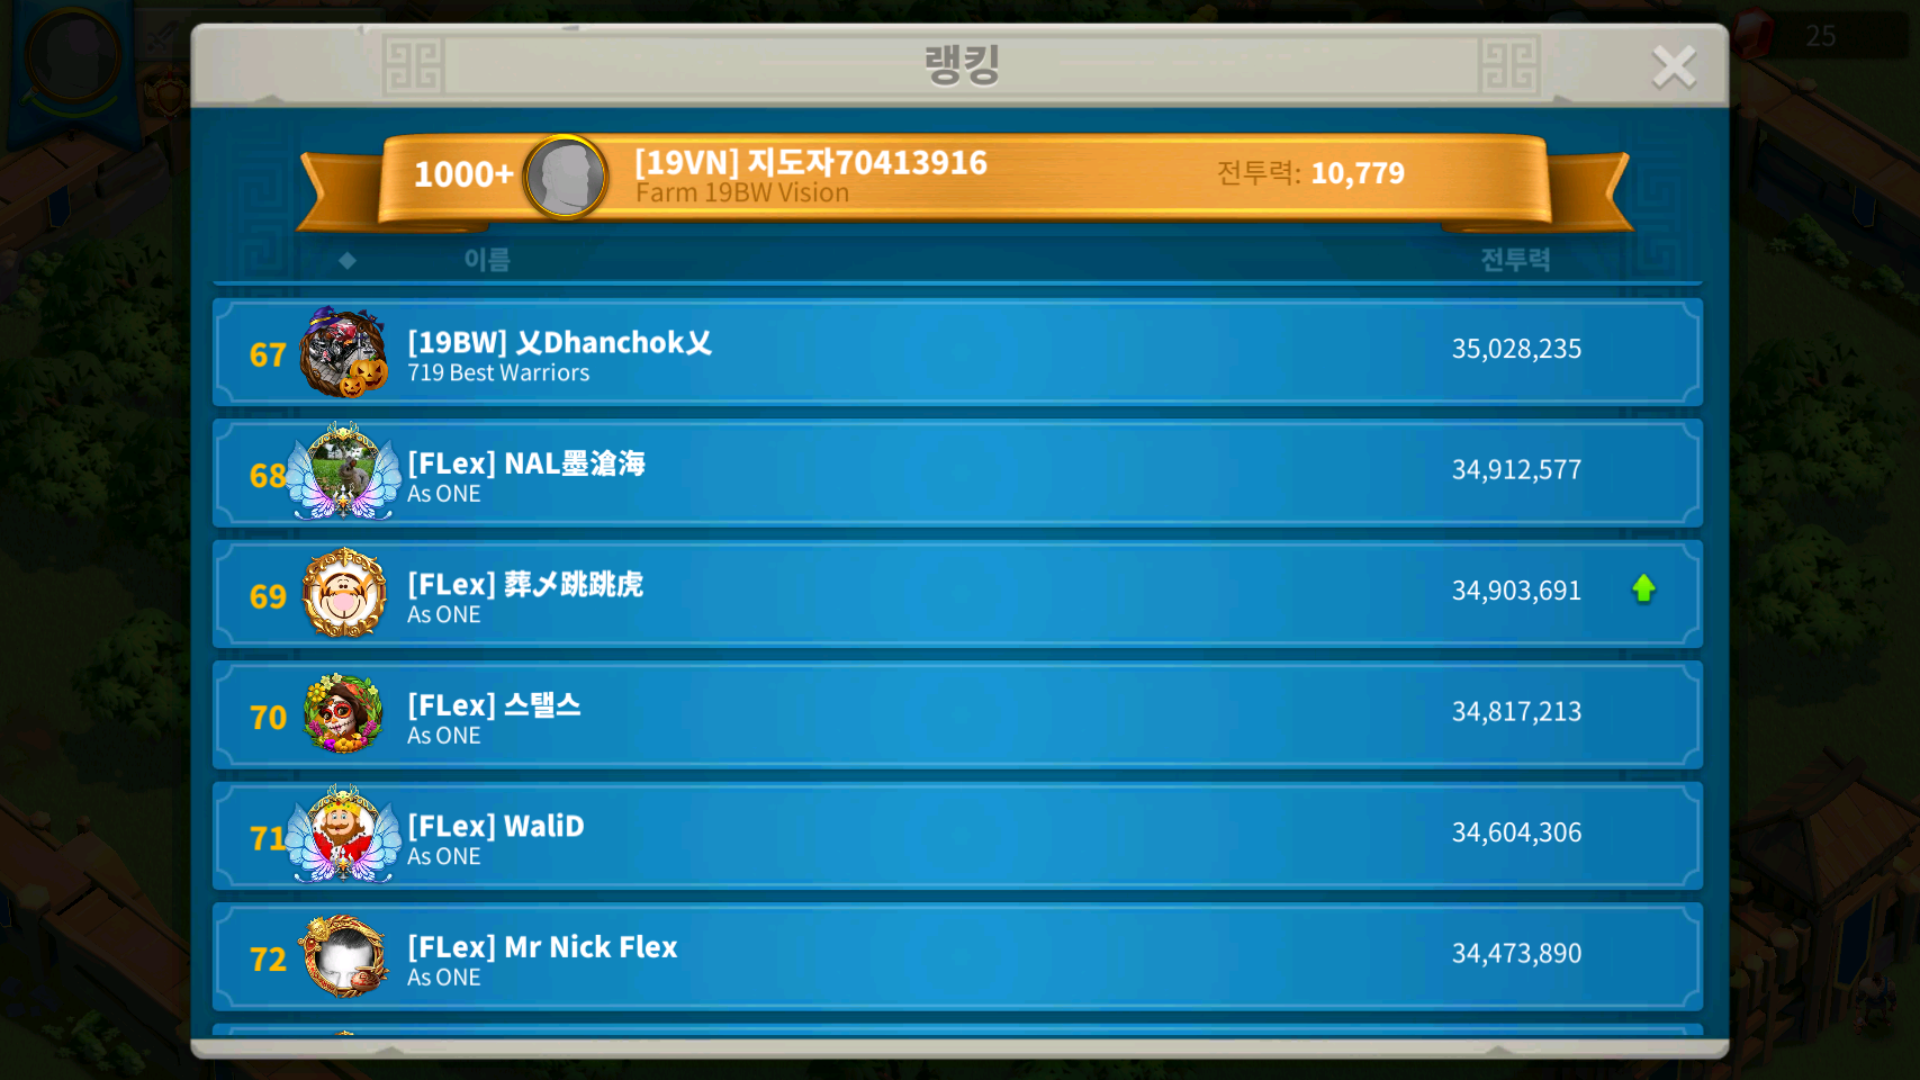 25
랭킹
1000+
[19VN] 지도자70413916
Farm 19BW Vision
전투력: 10,779
이름
전투력
67
[19BW] 乂Dhanchok乂
719 Best Warriors
35,028,235
68
[FLex] NAL墨滄海
As ONE
34,912,577
69
[FLex] 葬メ跳跳虎
As ONE
34,903,691
70
[FLex] 스탤스
As ONE
34,817,213
71
[FLex] WaliD
As ONE
34,604,306
72
[FLex] Mr Nick Flex
As ONE
34,473,890